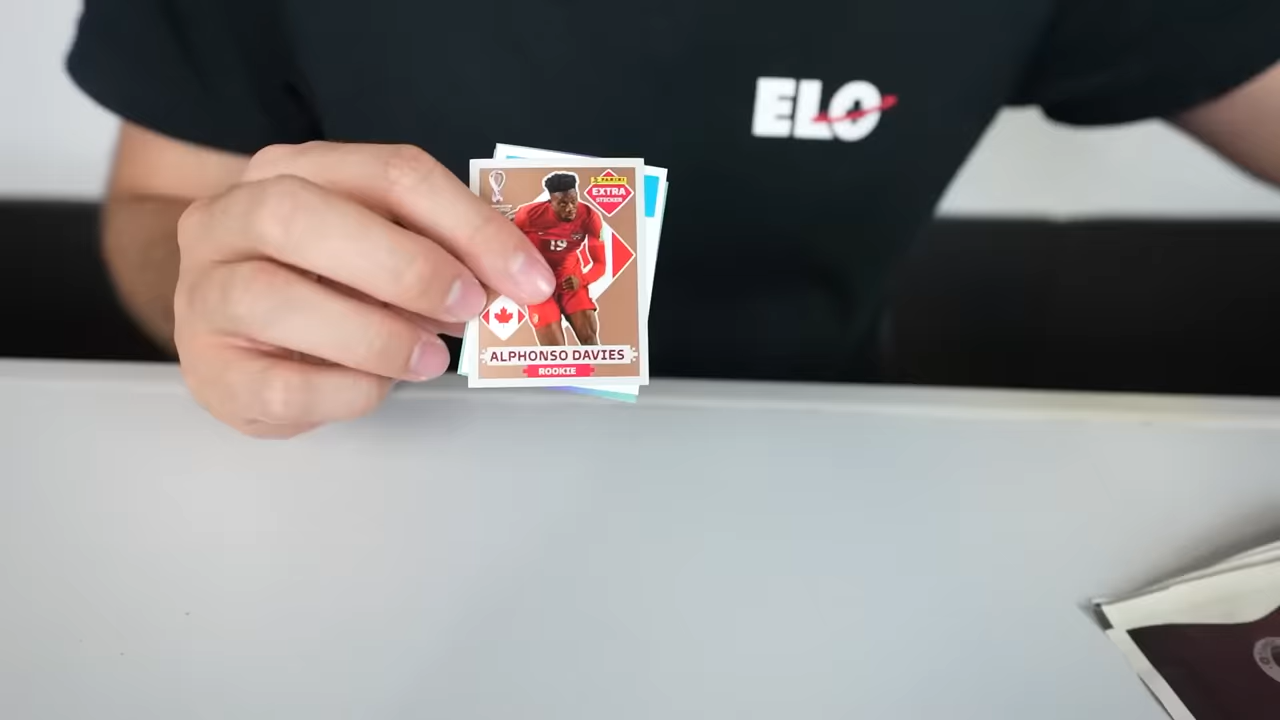 ELO
PANINI
EXTRA
STICKER
19
ALPHONSO DAVIES
ROOKIE